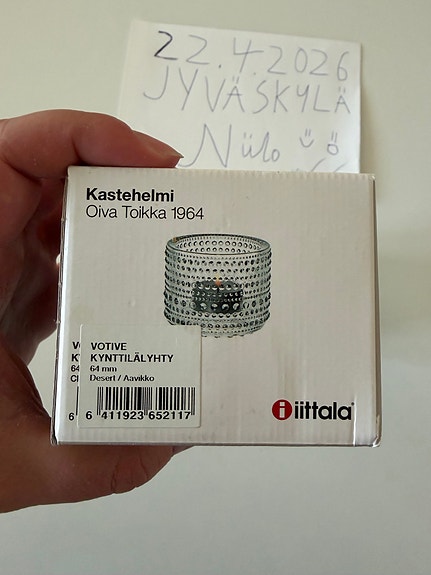 22.4.2026
JYVÄSKYLÄ
Niilo
Kastehelmi
Oiva Toikka 1964
VOTIVE
KYNTTILÄLYHTY
64 mm
Desert / Aavikko
6 411923 652117
iittala